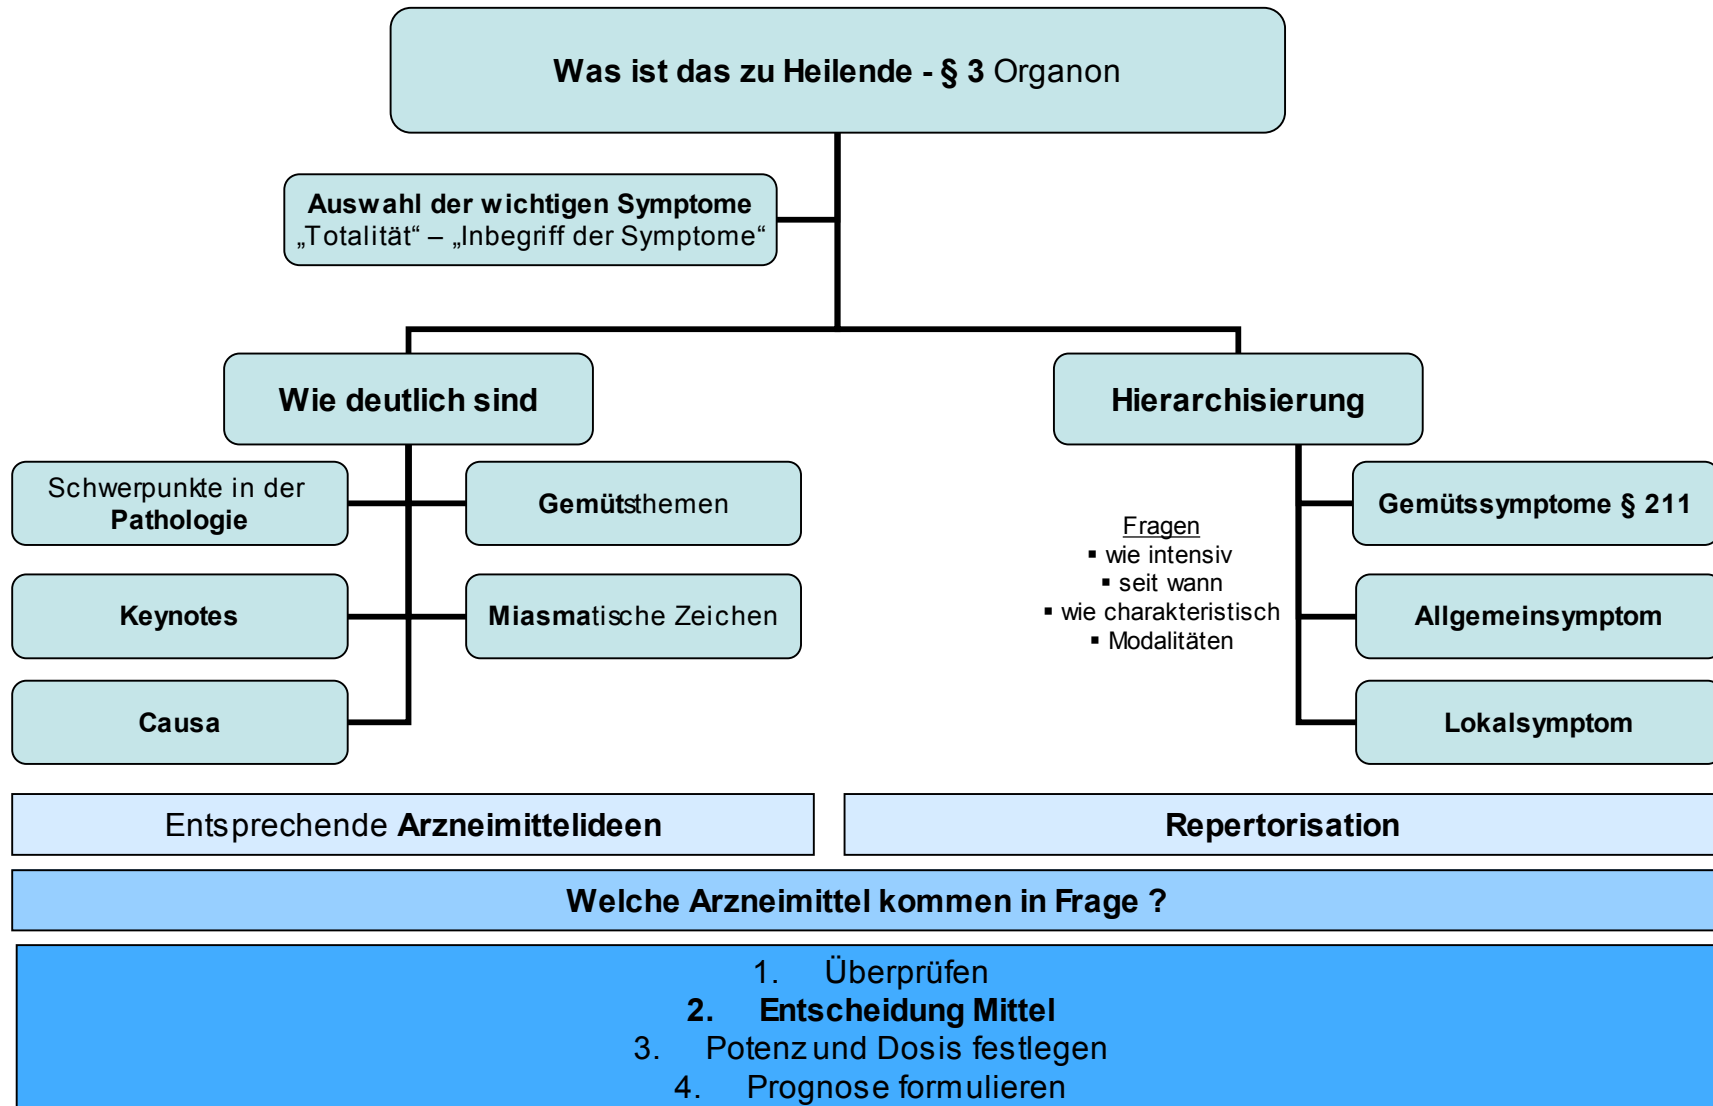 Was ist das zu Heilende - § 3 Organon
Auswahl der wichtigen Symptome
„Totalität“ – „Inbegriff der Symptome“
Wie deutlich sind
Hierarchisierung
Schwerpunkte in der
Pathologie
Gemütsthemen
Keynotes
Miasmatische Zeichen
Causa
Fragen
▪ wie intensiv
▪ seit wann
▪ wie charakteristisch
▪ Modalitäten
Gemütssymptome § 211
Allgemeinsymptom
Lokalsymptom
Entsprechende Arzneimittelideen
Repertorisation
Welche Arzneimittel kommen in Frage ?
1. Überprüfen
2. Entscheidung Mittel
3. Potenz und Dosis festlegen
4. Prognose formulieren